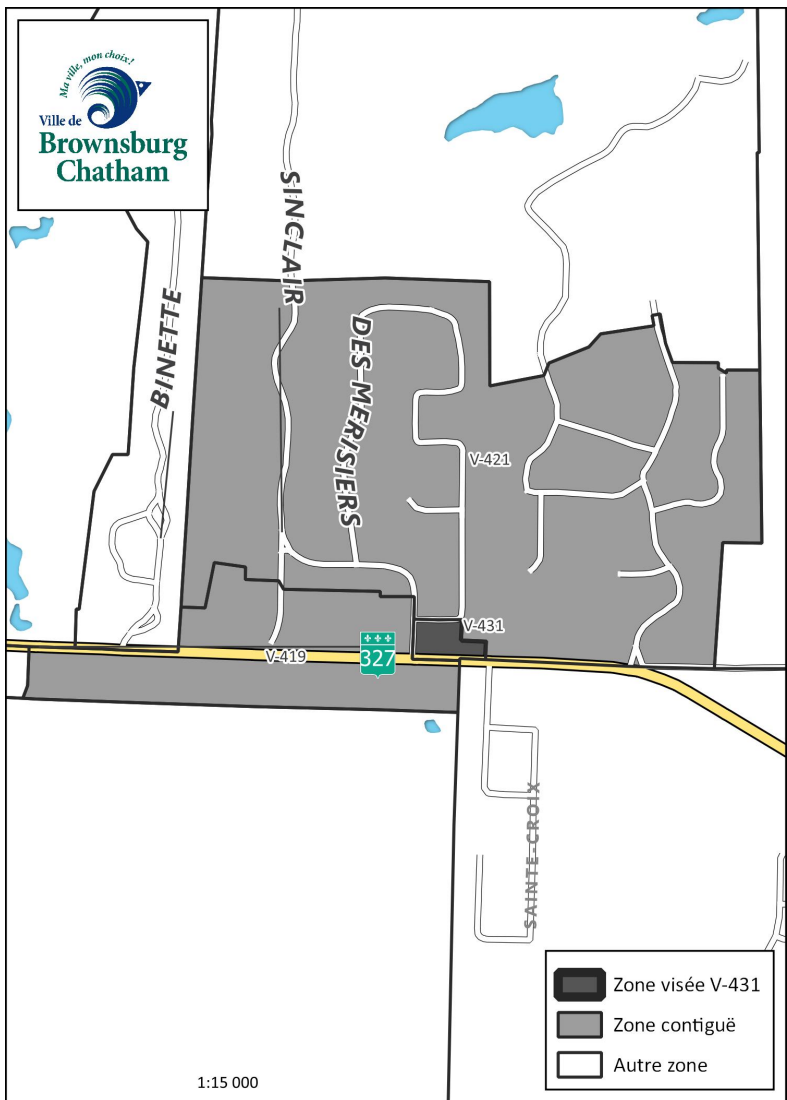 Ma ville, mon choix!
Ville de
Brownsburg
Chatham
SINCLAIR
BINETTE
DES MERISIERS
V-421
V-431
V-419
327
SAINTE-CROIX
Zone visée V-431
Zone contiguë
Autre zone
1:15 000